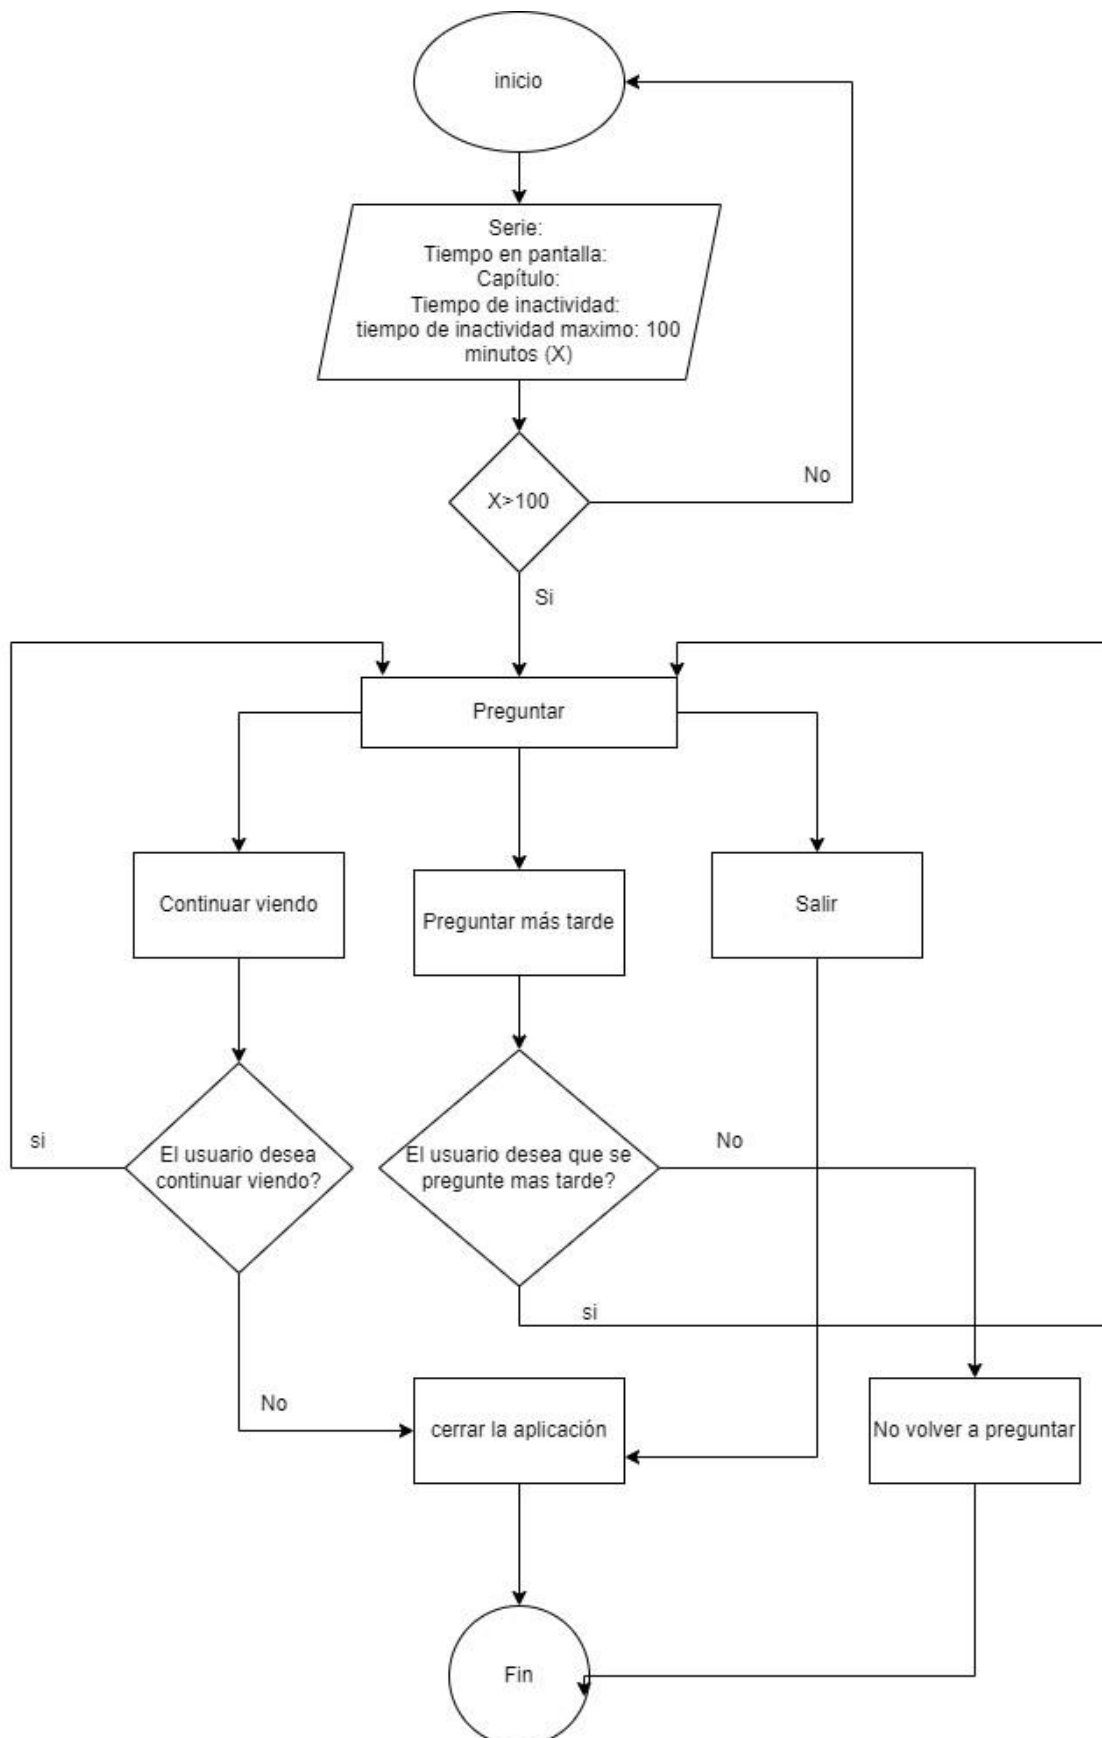 inicio
Serie:
Tiempo en pantalla:
Capítulo:
Tiempo de inactividad:
tiempo de inactividad maximo: 100
minutos (X)
X>100
No
Si
Preguntar
Continuar viendo
Preguntar más tarde
Salir
si
El usuario desea
continuar viendo?
El usuario desea que se
pregunte mas tarde?
No
si
No
cerrar la aplicación
No volver a preguntar
Fin